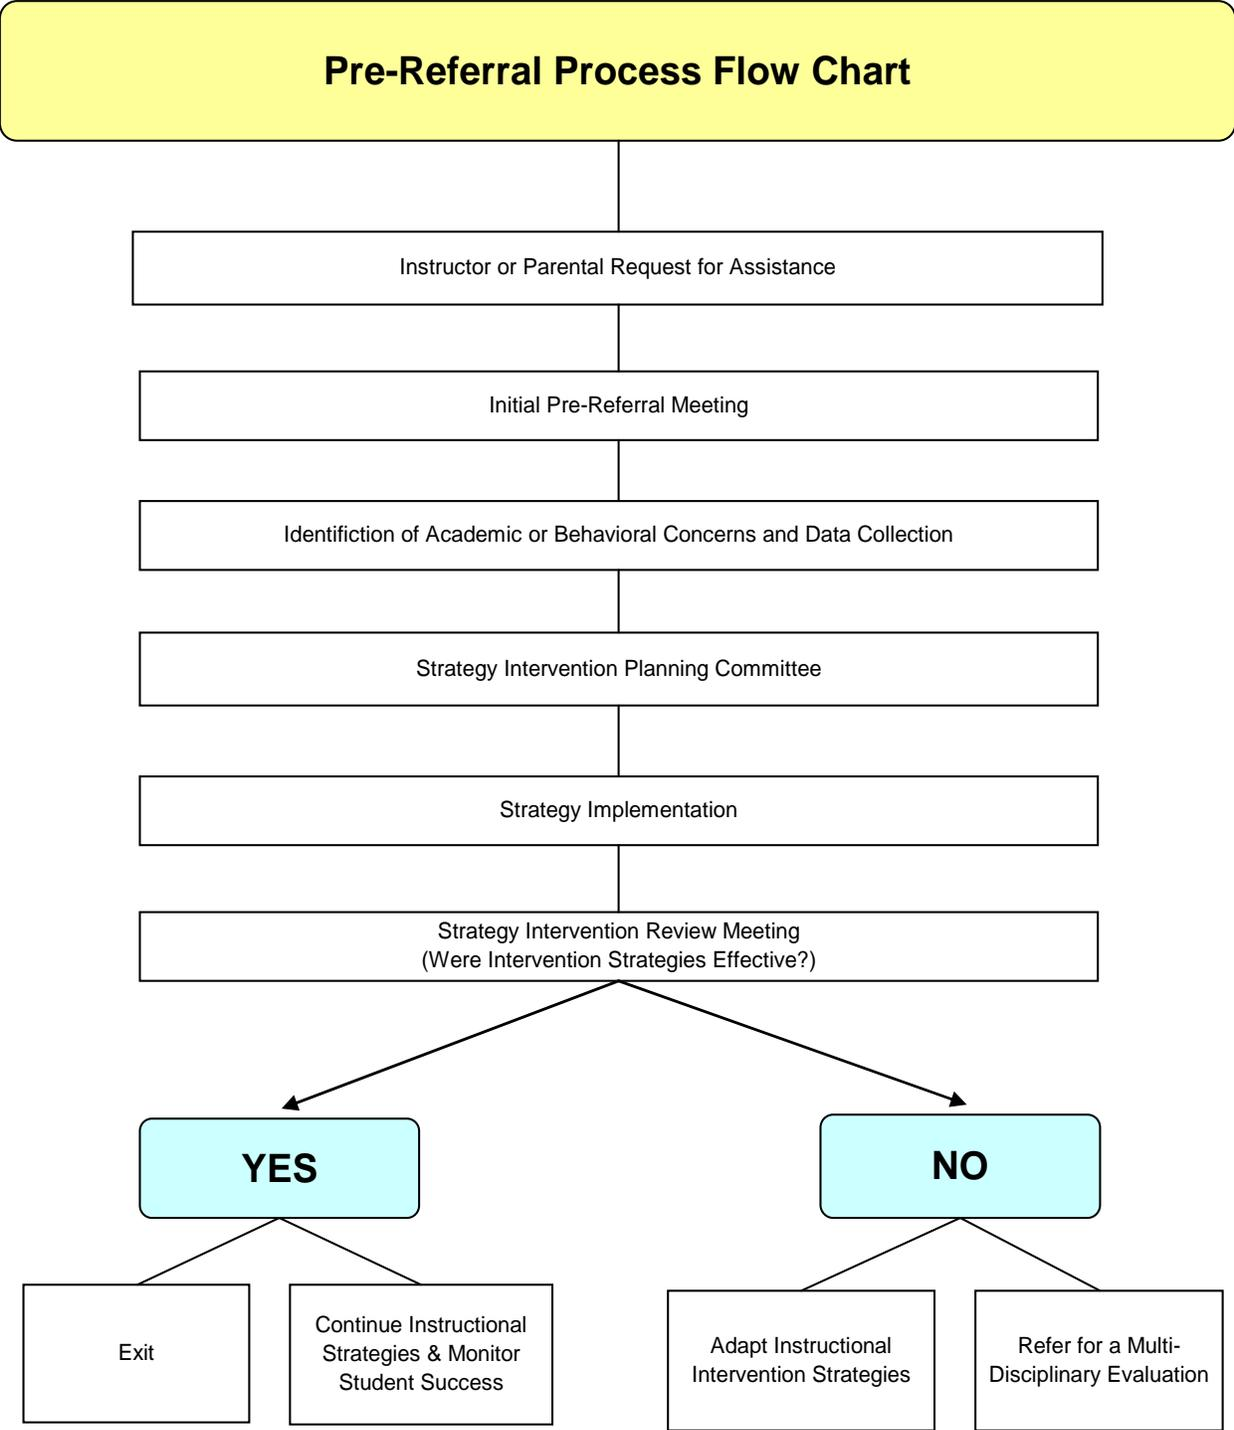 Pre-Referral Process Flow Chart
Instructor or Parental Request for Assistance
Initial Pre-Referral Meeting
Identifiction of Academic or Behavioral Concerns and Data Collection
Strategy Intervention Planning Committee
Strategy Implementation
Strategy Intervention Review Meeting
(Were Intervention Strategies Effective?)
YES
NO
Exit
Continue Instructional
Strategies & Monitor
Student Success
Adapt Instructional
Intervention Strategies
Refer for a Multi-
Disciplinary Evaluation